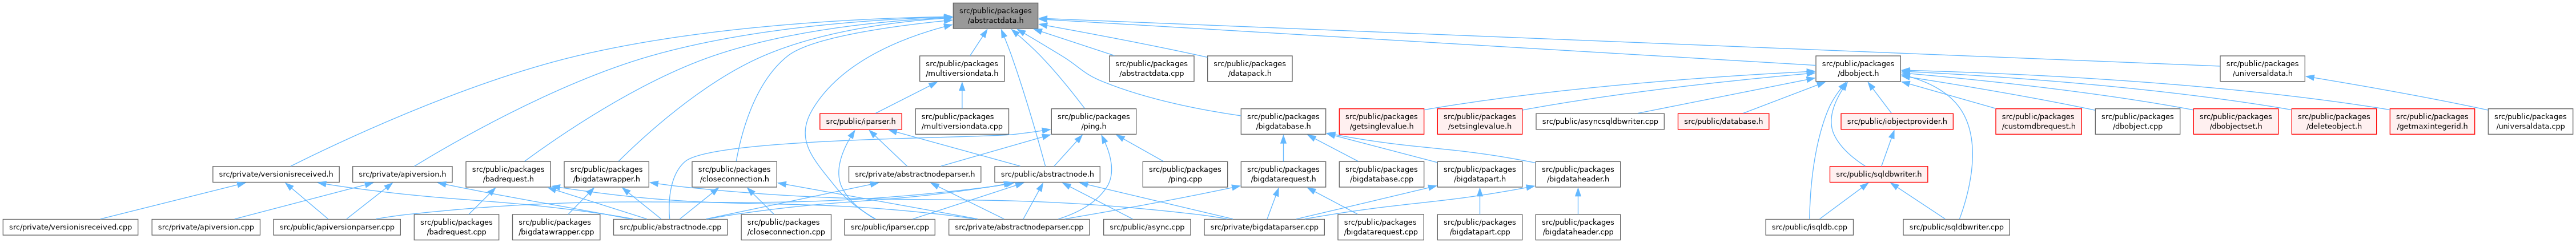 src/public/packages
/abstractdata.h
src/public/packages
/multiversiondata.h
src/public/packages
/abstractdata.cpp
src/public/packages
/datapack.h
src/public/packages
/dbobject.h
src/public/packages
/universaldata.h
src/public/iparser.h
src/public/packages
/multiversiondata.cpp
src/public/packages
/ping.h
src/public/packages
/bigdatabase.h
src/public/packages
/getsinglevalue.h
src/public/packages
/setsinglevalue.h
src/public/asyncsqldbwriter.cpp
src/public/database.h
src/public/iobjectprovider.h
src/public/packages
/customdbrequest.h
src/public/packages
/dbobject.cpp
src/public/packages
/dbobjectset.h
src/public/packages
/deleteobject.h
src/public/packages
/getmaxintegerid.h
src/public/packages
/universaldata.cpp
src/private/versionisreceived.h
src/private/apiversion.h
src/public/packages
/badrequest.h
src/public/packages
/bigdatawrapper.h
src/public/packages
/closeconnection.h
src/private/abstractnodeparser.h
src/public/abstractnode.h
src/public/packages
/ping.cpp
src/public/packages
/bigdatarequest.h
src/public/packages
/bigdatabase.cpp
src/public/packages
/bigdatapart.h
src/public/packages
/bigdataheader.h
src/public/sqldbwriter.h
src/private/versionisreceived.cpp
src/private/apiversion.cpp
src/public/apiversionparser.cpp
src/public/packages
/badrequest.cpp
src/public/packages
/bigdatawrapper.cpp
src/public/abstractnode.cpp
src/public/packages
/closeconnection.cpp
src/public/iparser.cpp
src/private/abstractnodeparser.cpp
src/public/async.cpp
src/private/bigdataparser.cpp
src/public/packages
/bigdatarequest.cpp
src/public/packages
/bigdatapart.cpp
src/public/packages
/bigdataheader.cpp
src/public/isqldb.cpp
src/public/sqldbwriter.cpp